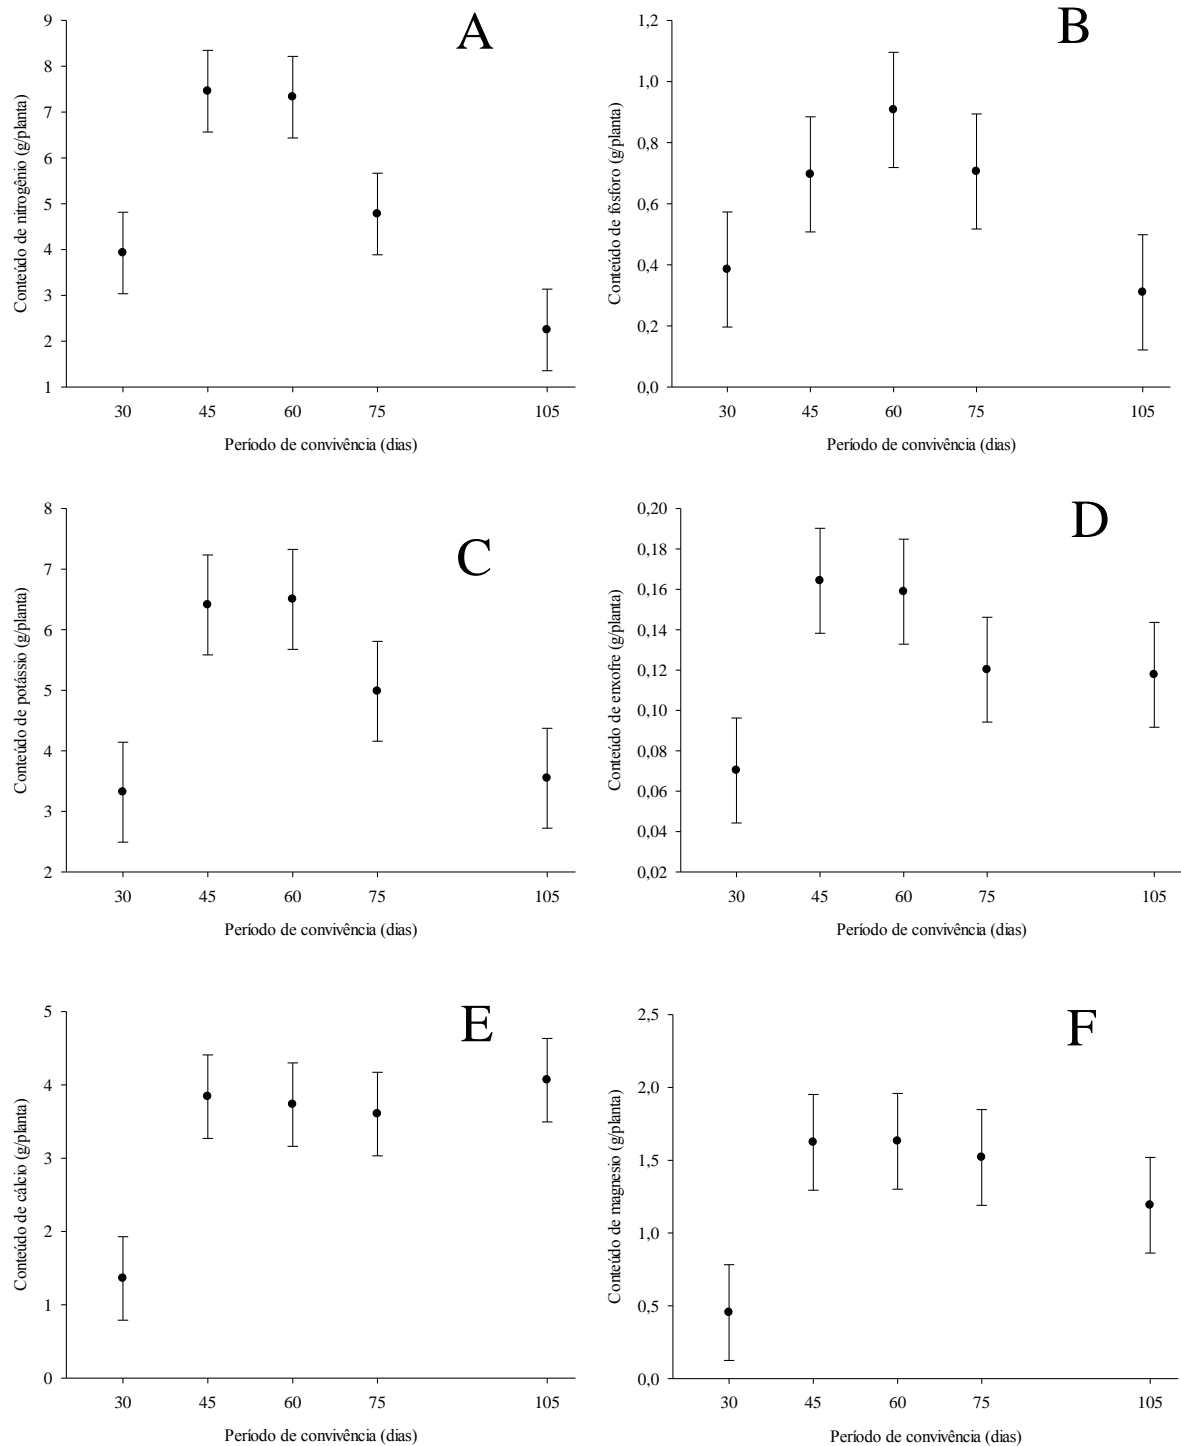 A
Conteúdo de nitrogênio (g/planta)
9
8
7
6
5
4
3
2
1
30 45 60 75 105
Período de convivência (dias)
B
Conteúdo de fósforo (g/planta)
1,2
1,0
0,8
0,6
0,4
0,2
0,0
30 45 60 75 105
Período de convivência (dias)
C
Conteúdo de potássio (g/planta)
8
7
6
5
4
3
2
30 45 60 75 105
Período de convivência (dias)
D
Conteúdo de enxofre (g/planta)
0,20
0,18
0,16
0,14
0,12
0,10
0,08
0,06
0,04
0,02
30 45 60 75 105
Período de convivência (dias)
E
Conteúdo de cálcio (g/planta)
5
4
3
2
1
0
30 45 60 75 105
Período de convivência (dias)
F
Conteúdo de magnesio (g/planta)
2,5
2,0
1,5
1,0
0,5
0,0
30 45 60 75 105
Período de convivência (dias)